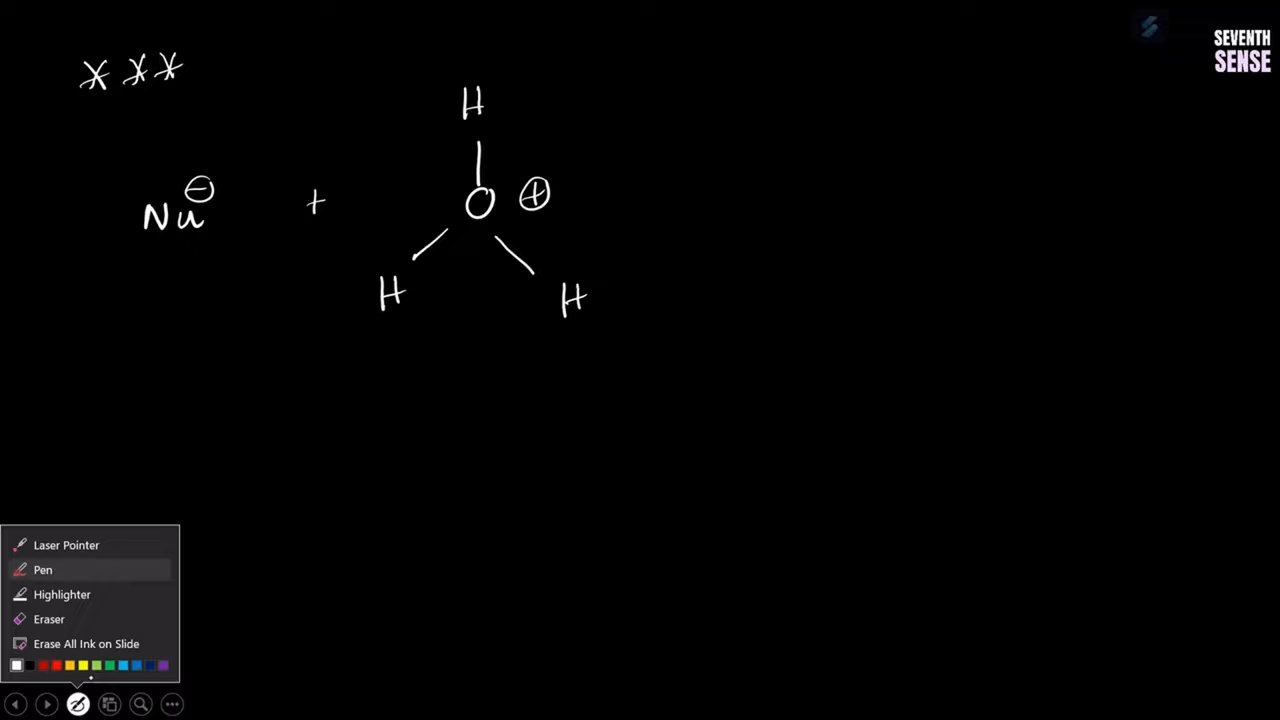 ***
H
Nu⊖ + O ⊕
H H
SEVENTH
SENSE
Laser Pointer
Pen
Highlighter
Eraser
Erase All Ink on Slide